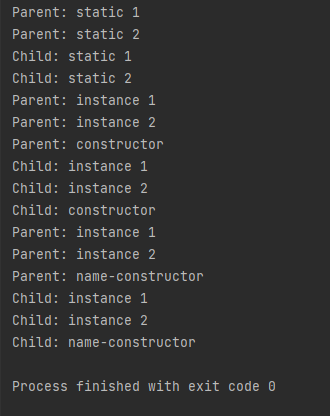 Parent: static 1
Parent: static 2
Child: static 1
Child: static 2
Parent: instance 1
Parent: instance 2
Parent: constructor
Child: instance 1
Child: instance 2
Child: constructor
Parent: instance 1
Parent: instance 2
Parent: name-constructor
Child: instance 1
Child: instance 2
Child: name-constructor

Process finished with exit code 0